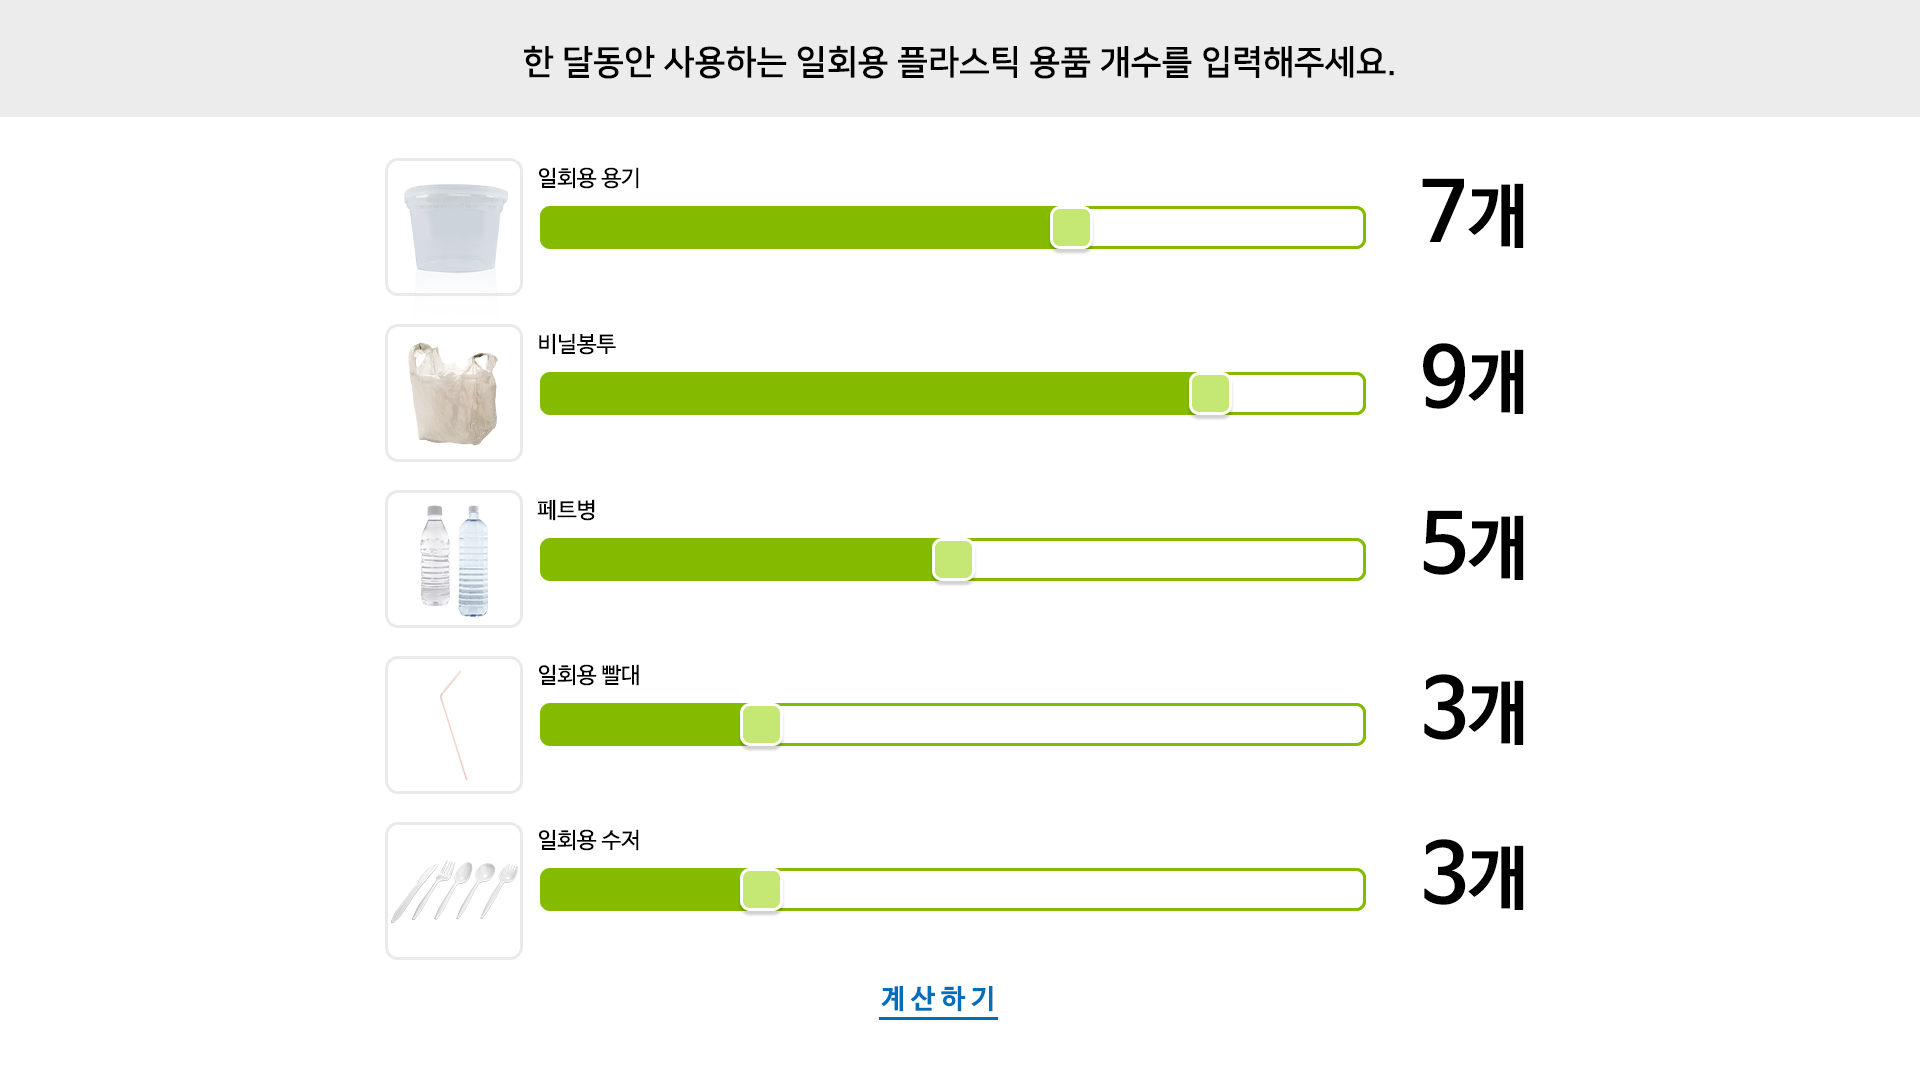 한 달동안 사용하는 일회용 플라스틱 용품 개수를 입력해주세요.
일회용 용기
7개
비닐봉투
9개
페트병
5개
일회용 빨대
3개
일회용 수저
3개
계산하기